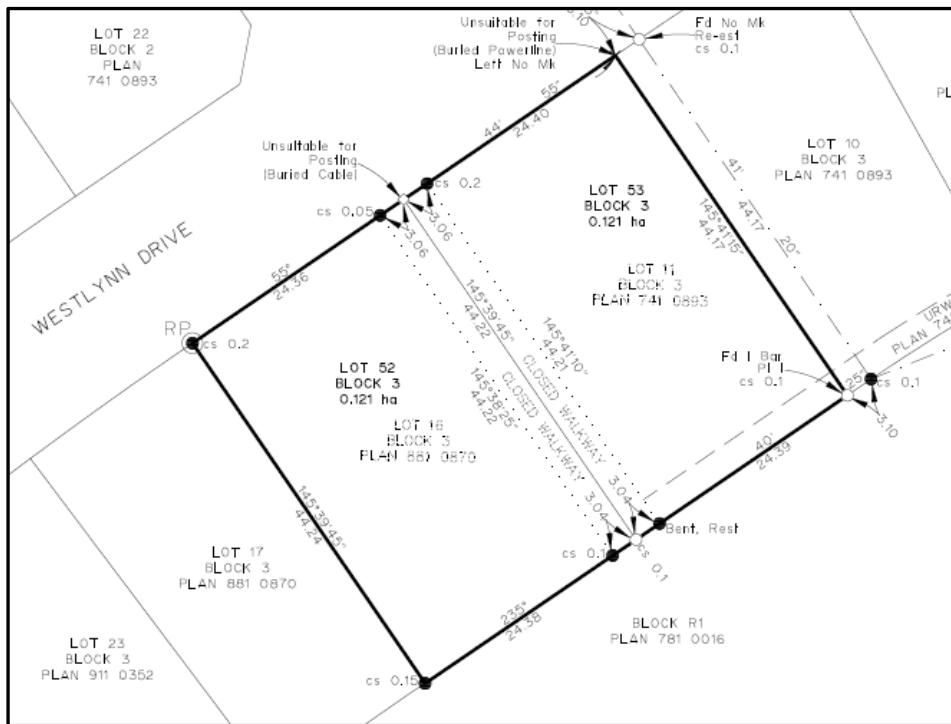 LOT 22
BLOCK 2
PLAN
741 0893
Unsuitable for
Posting
(Buried Powerline)
Left No Mk
3.10
Fd No Mk
Re-est
cs 0.1
LOT 10
BLOCK 3
PLAN 741 0893
55"
44'
24.40
Unsuitable for
Posting
(Buried Cable)
cs 0.2
cs 0.05
3.06
3.06
LOT 53
BLOCK 3
0.121 ha
41'
44.17
20"
145°41'15"
44.17
WESTLYNN DRIVE
55°
24.36
LOT 11
BLOCK 3
PLAN 741 0893
RP
cs 0.2
145°39'45"
44.22
145°41'10"
44.21
145°38'25"
44.22
CLOSED WALKWAY
CLOSED WALKWAY
LOT 52
BLOCK 3
0.121 ha
URW
Fd I Bar
cs 0.1
25"
cs 0.1
3.10
LOT 16
BLOCK 3
PLAN 881 0870
40'
24.39
145°39'45"
44.24
3.04
3.04
Bent, Rest
cs 0.1
cs 0.1
LOT 17
BLOCK 3
PLAN 881 0870
235°
24.38
BLOCK R1
PLAN 781 0016
LOT 23
BLOCK 3
PLAN 911 0352
cs 0.15